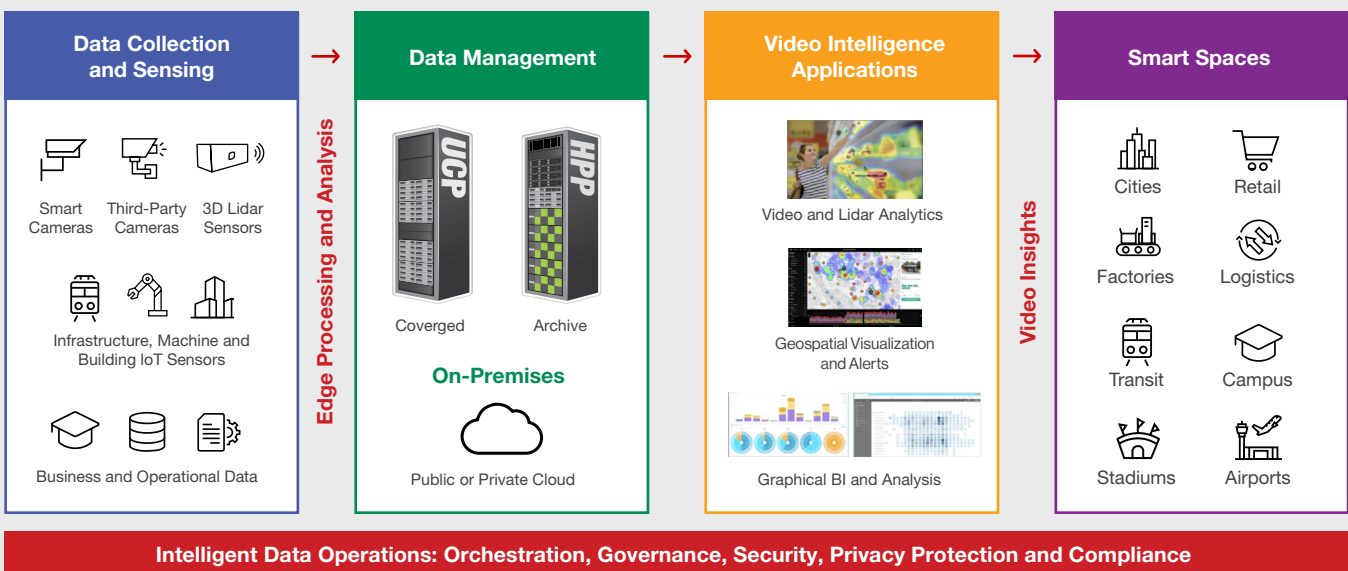 Data Collection
and Sensing
Smart
Cameras
Third-Party
Cameras
3D Lidar
Sensors
Infrastructure, Machine and
Building IoT Sensors
Business and Operational Data
Edge Processing and Analysis
Data Management
UCP
HPP
Coverged
Archive
On-Premises
Public or Private Cloud
Video Intelligence
Applications
Video and Lidar Analytics
Geospatial Visualization
and Alerts
Graphical BI and Analysis
Video Insights
Smart Spaces
Cities
Retail
Factories
Logistics
Transit
Campus
Stadiums
Airports
Intelligent Data Operations: Orchestration, Governance, Security, Privacy Protection and Compliance